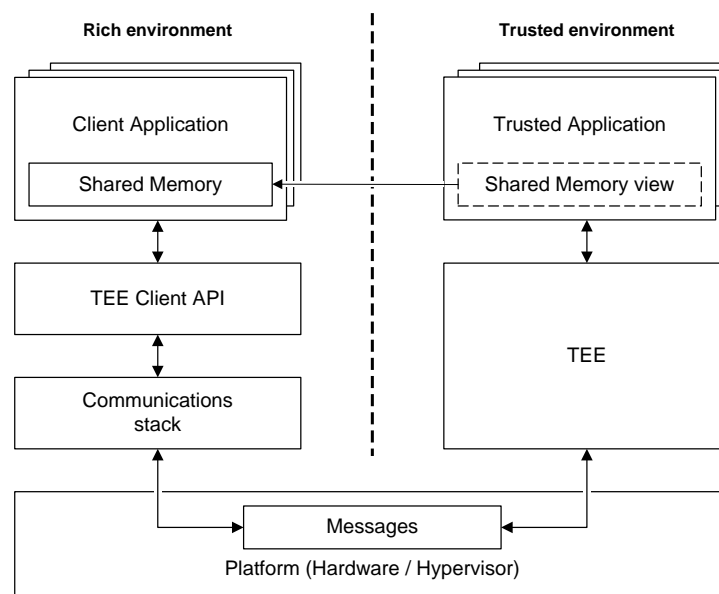 Rich environment
Trusted environment
Client Application
Trusted Application
Shared Memory
Shared Memory view
TEE Client API
TEE
Communications
stack
Messages
Platform (Hardware / Hypervisor)